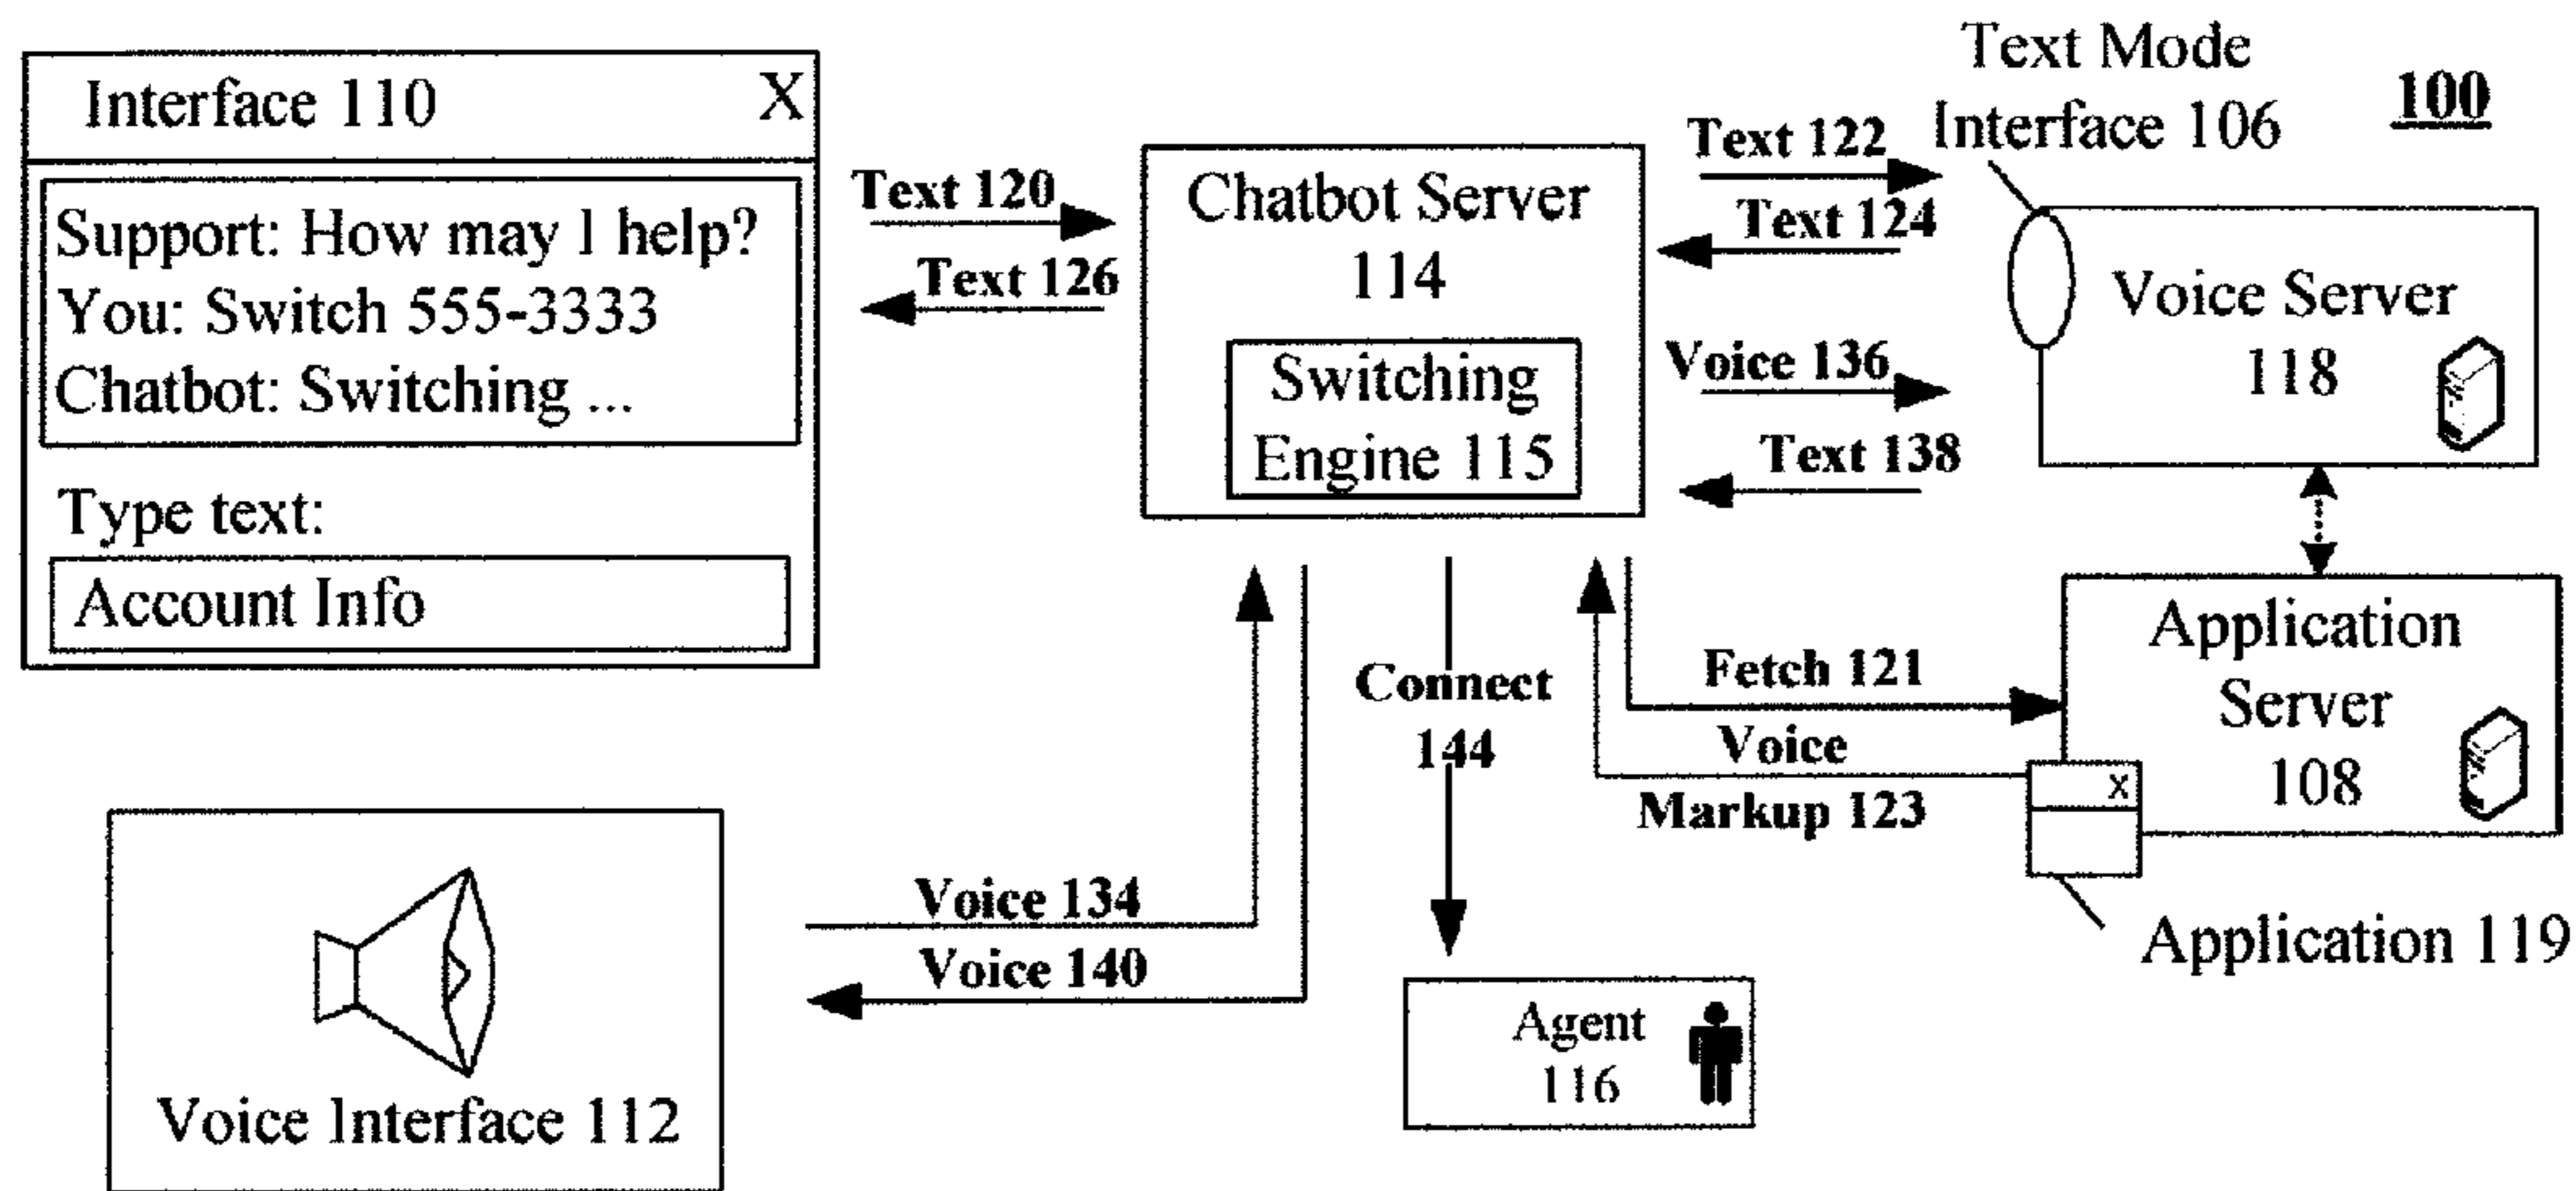 Interface 110 X
Support: How may I help?
You: Switch 555-3333
Chatbot: Switching ...
Type text:
Account Info
Text 120
Text 126
Chatbot Server
114
Switching
Engine 115
Text 122
Text 124
Voice 136
Text 138
Text Mode
Interface 106
100
Voice Server
118
Application
Server
108
X
Application 119
Fetch 121
Voice
Markup 123
Connect
144
Agent
116
Voice 134
Voice 140
Voice Interface 112